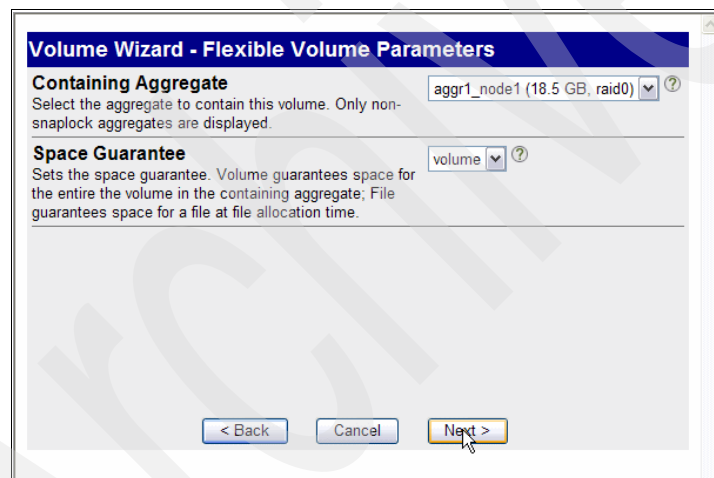 Volume Wizard - Flexible Volume Parameters
Containing Aggregate
Select the aggregate to contain this volume. Only non-
snaplock aggregates are displayed.
aggr1_node1 (18.5 GB, raid0)
?
Space Guarantee
Sets the space guarantee. Volume guarantees space for
the entire the volume in the containing aggregate; File
guarantees space for a file at file allocation time.
volume
?
< Back
Cancel
Next >